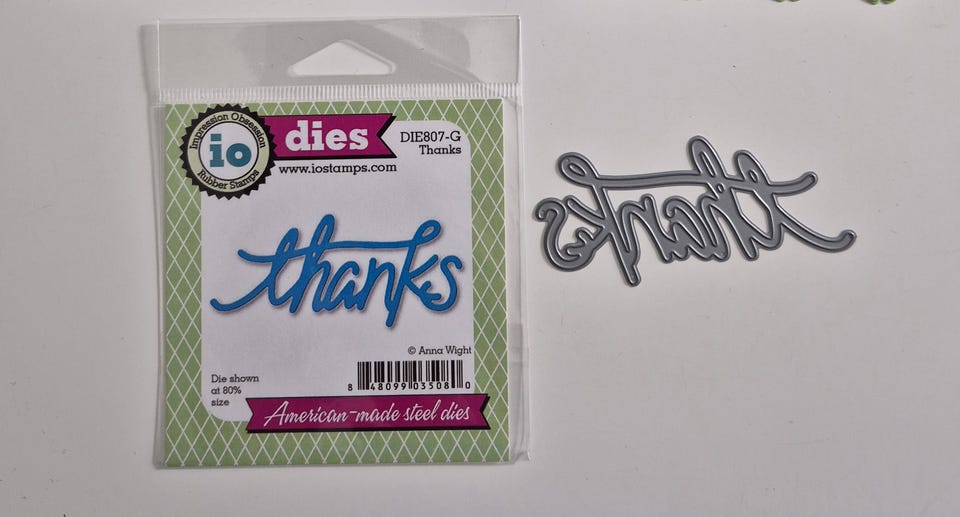 Impression Obsession
io
Rubber Stamps
dies
www.iostamps.com
DIE807-G
Thanks
thanks
© Anna Wight
Die shown
at 80%
size
8 48099 03508 0
American-made steel dies
thanks